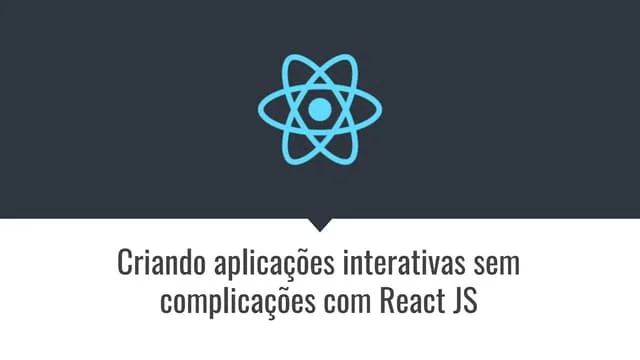 Criando aplicações interativas sem
complicações com React JS